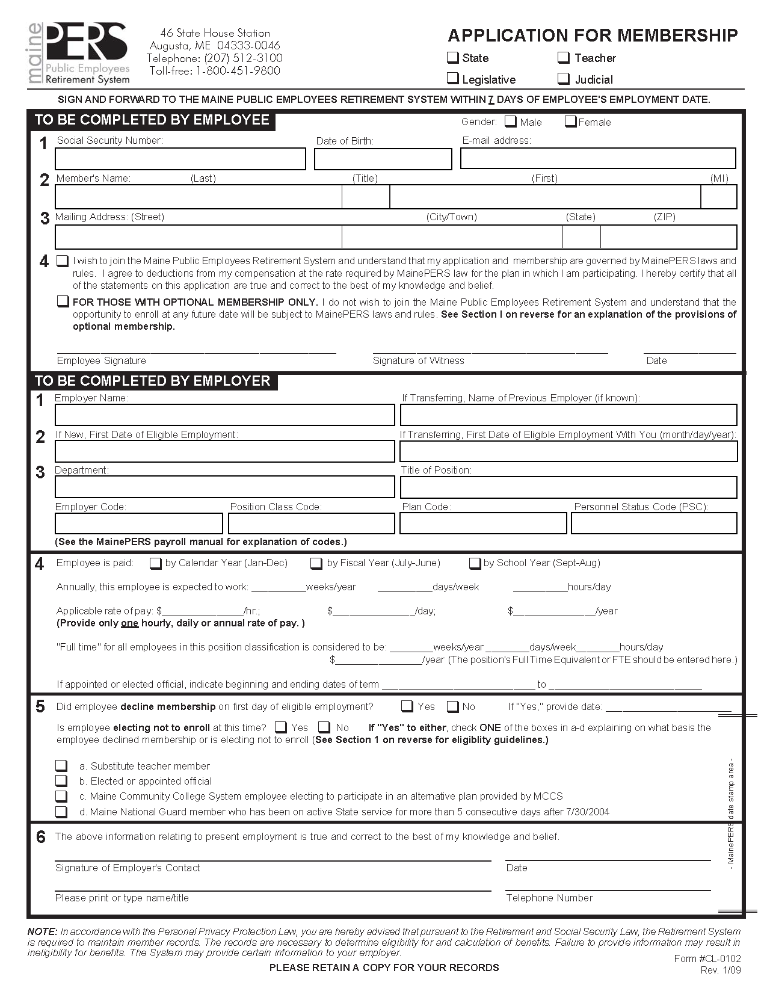 maine PERS
Public Employees
Retirement System
46 State House Station
Augusta, ME 04333-0046
Telephone: (207) 512-3100
Toll-free: 1-800-451-9800
APPLICATION FOR MEMBERSHIP
State Teacher
Legislative Judicial
SIGN AND FORWARD TO THE MAINE PUBLIC EMPLOYEES RETIREMENT SYSTEM WITHIN 7 DAYS OF EMPLOYEE'S EMPLOYMENT DATE.
TO BE COMPLETED BY EMPLOYEE
Gender: Male Female
1 Social Security Number: Date of Birth: E-mail address:
2 Member's Name: (Last) (Title) (First) (MI)
3 Mailing Address: (Street) (City/Town) (State) (ZIP)
4 I wish to join the Maine Public Employees Retirement System and understand that my application and membership are governed by MainePERS laws and
rules. I agree to deductions from my compensation at the rate required by MainePERS law for the plan in which I am participating. I hereby certify that all
of the statements on this application are true and correct to the best of my knowledge and belief.
FOR THOSE WITH OPTIONAL MEMBERSHIP ONLY. I do not wish to join the Maine Public Employees Retirement System and understand that the
opportunity to enroll at any future date will be subject to MainePERS laws and rules. See Section I on reverse for an explanation of the provisions of
optional membership.
Employee Signature Signature of Witness Date
TO BE COMPLETED BY EMPLOYER
1 Employer Name: If Transferring, Name of Previous Employer (if known):
2 If New, First Date of Eligible Employment: If Transferring, First Date of Eligible Employment With You (month/day/year):
3 Department: Title of Position:
Employer Code: Position Class Code: Plan Code: Personnel Status Code (PSC):
(See the MainePERS payroll manual for explanation of codes.)
4 Employee is paid: by Calendar Year (Jan-Dec) by Fiscal Year (July-June) by School Year (Sept-Aug)
Annually, this employee is expected to work: __________weeks/year __________days/week __________hours/day
Applicable rate of pay: $_______________/hr.; $_______________/day; $_______________/year
(Provide only one hourly, daily or annual rate of pay. )
"Full time" for all employees in this position classification is considered to be: ________weeks/year ________days/week________hours/day
$________________/year (The position's Full Time Equivalent or FTE should be entered here.)
If appointed or elected official, indicate beginning and ending dates of term ____________________________ to ____________________________
5 Did employee decline membership on first day of eligible employment? Yes No If "Yes," provide date: _______________________
Is employee electing not to enroll at this time? Yes No If "Yes" to either, check ONE of the boxes in a-d explaining on what basis the
employee declined membership or is electing not to enroll (See Section 1 on reverse for eligiblity guidelines.)
a. Substitute teacher member
b. Elected or appointed official
c. Maine Community College System employee electing to participate in an alternative plan provided by MCCS
d. Maine National Guard member who has been on active State service for more than 5 consecutive days after 7/30/2004
- MainePERS date stamp area -
6 The above information relating to present employment is true and correct to the best of my knowledge and belief.
Signature of Employer's Contact Date
Please print or type name/title Telephone Number
NOTE: In accordance with the Personal Privacy Protection Law, you are hereby advised that pursuant to the Retirement and Social Security Law, the Retirement System
is required to maintain member records. The records are necessary to determine eligibility for and calculation of benefits. Failure to provide information may result in
ineligibility for benefits. The System may provide certain information to your employer.
Form #CL-0102
PLEASE RETAIN A COPY FOR YOUR RECORDS
Rev. 1/09